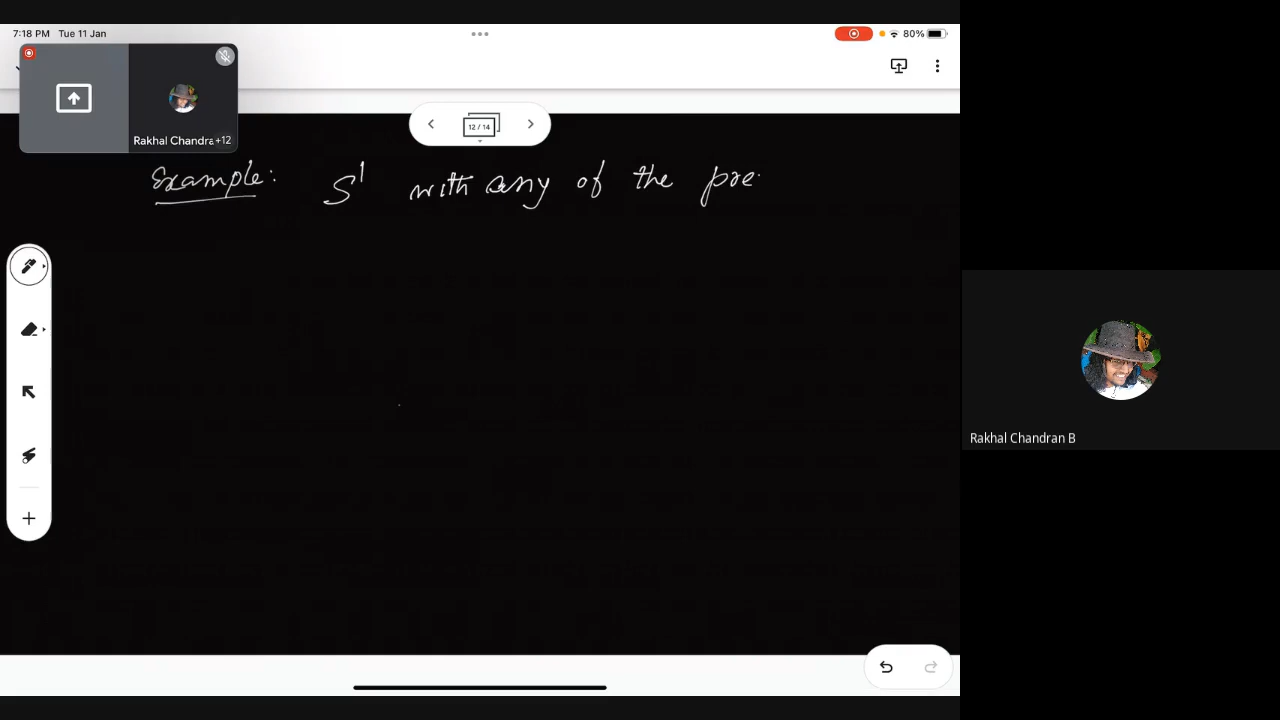 7:18 PM Tue 11 Jan
80%
Rakhal Chandra +12
12 / 14
Example: S¹ with any of the pre
Rakhal Chandran B